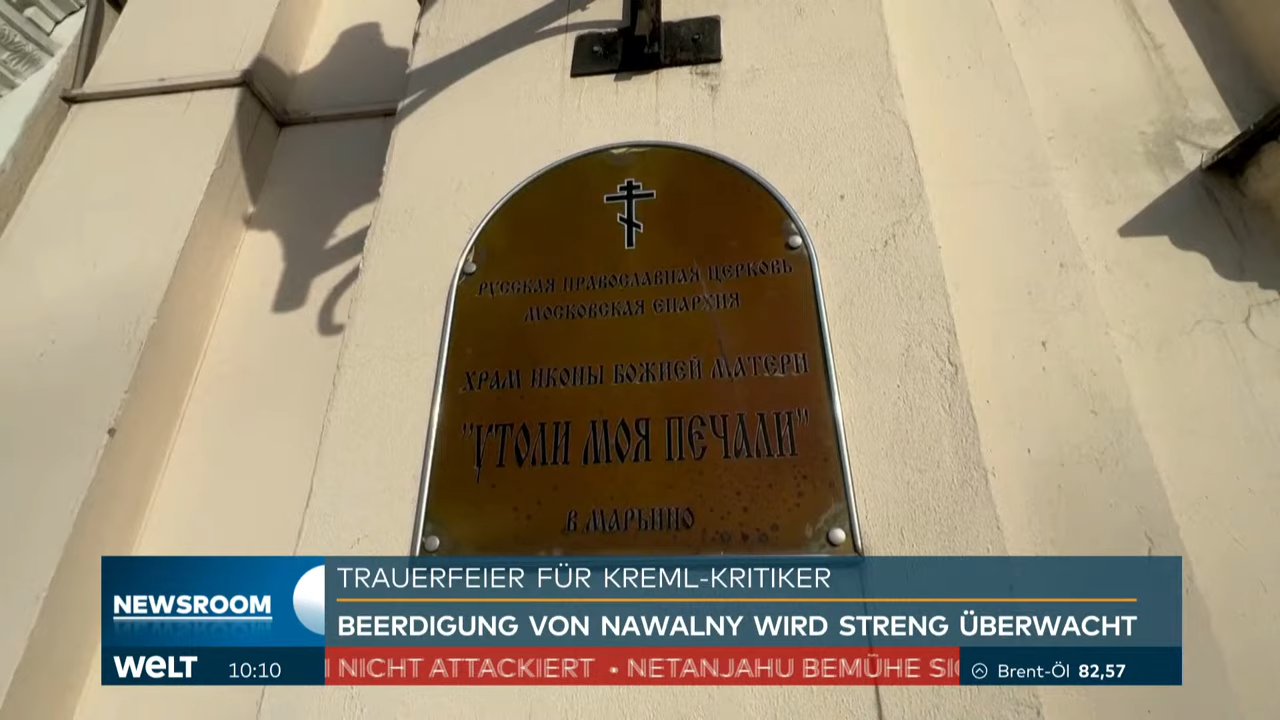 РУССКАЯ ПРАВОСЛАВНАЯ ЦЕРКОВЬ
МОСКОВСКАЯ ЕПАРХИЯ
ХРАМ ИКОНЫ БОЖИЕЙ МАТЕРИ
"УТОЛИ МОЯ ПЕЧАЛИ"
В МАРЬИНО
TRAUERFEIER FÜR KREML-KRITIKER
NEWSROOM
BEERDIGUNG VON NAWALNY WIRD STRENG ÜBERWACHT
WELT 10:10 NICHT ATTACKIERT • NETANJAHU BEMÜHE Brent-Öl 82,57